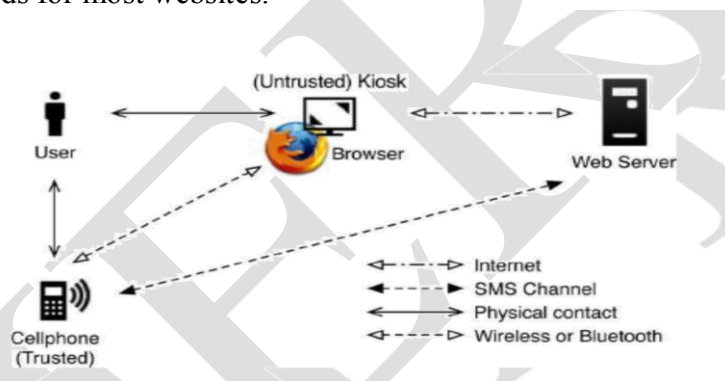 ds for most websites.
(Untrusted) Kiosk
User
Browser
Web Server
Internet
SMS Channel
Physical contact
Wireless or Bluetooth
Cellphone
(Trusted)